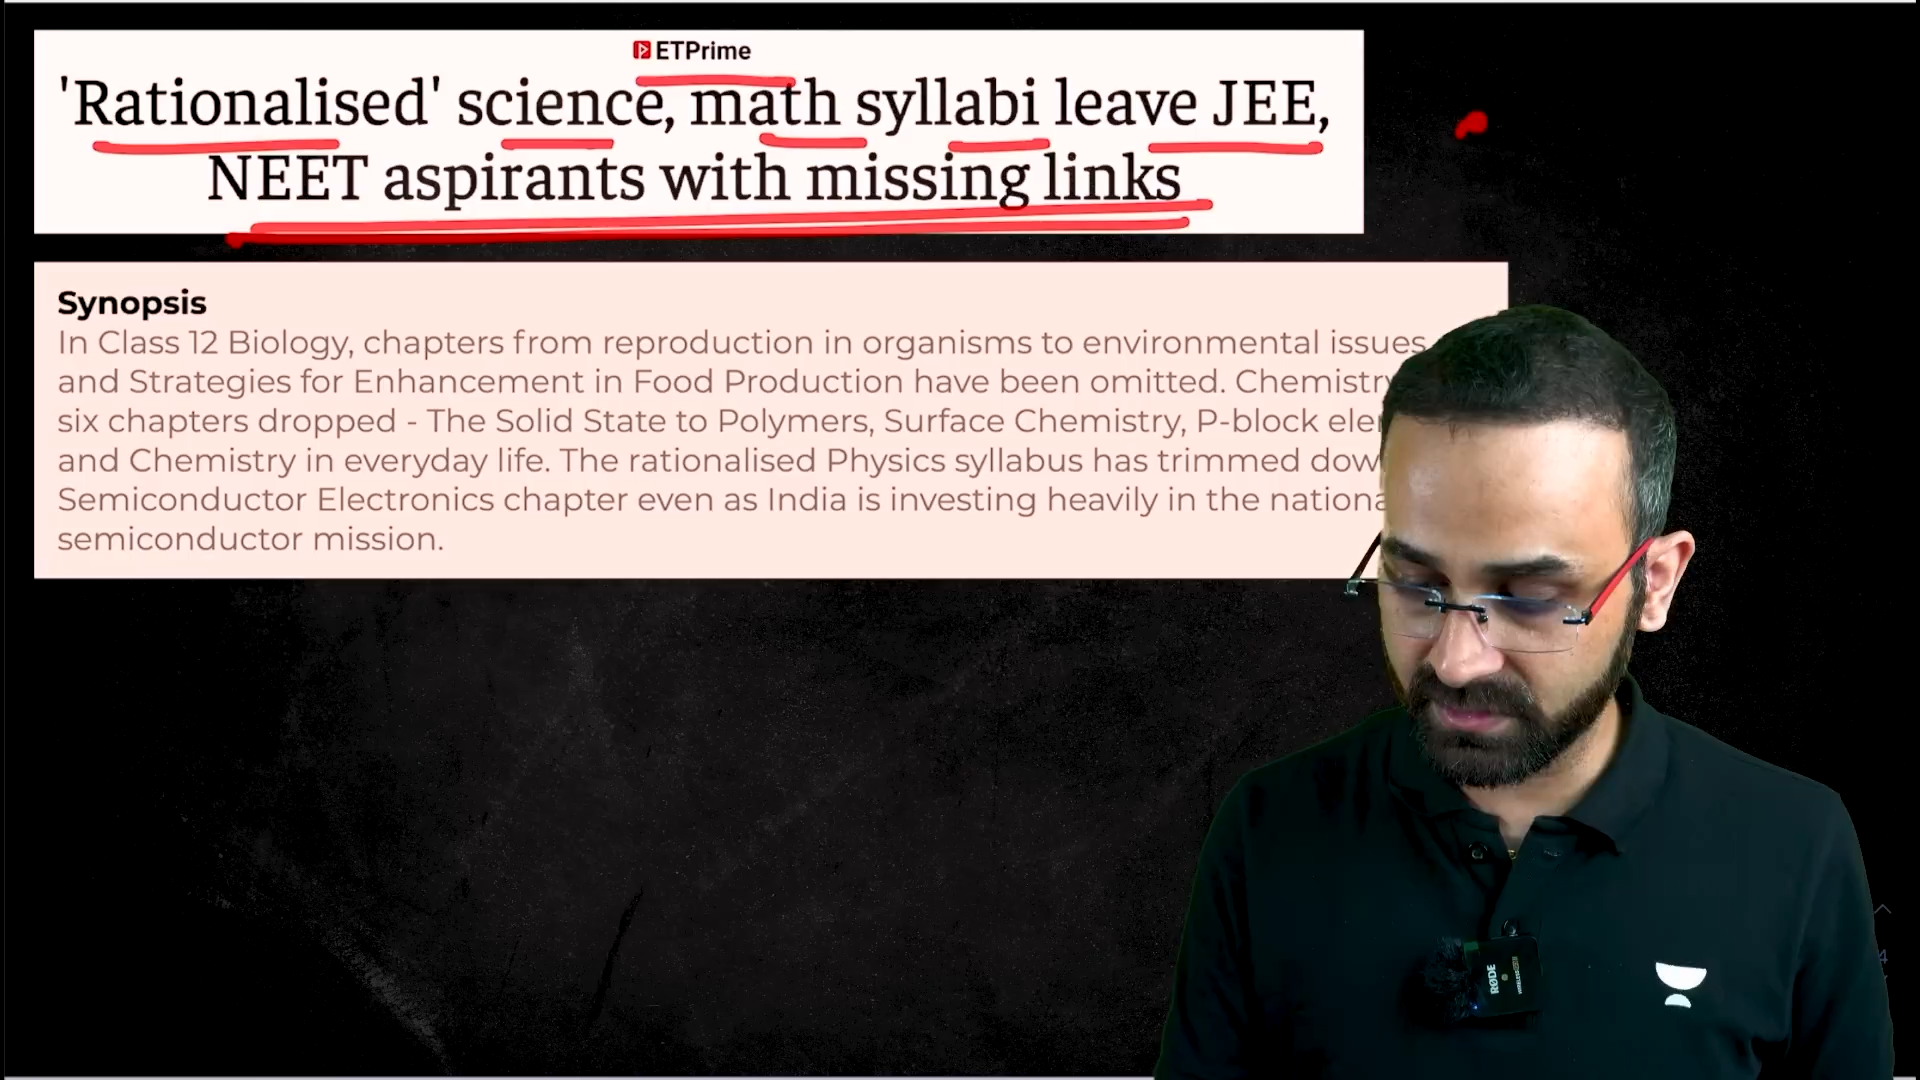 ETPrime
'Rationalised' science, math syllabi leave JEE,
NEET aspirants with missing links
Synopsis
In Class 12 Biology, chapters from reproduction in organisms to environmental issues
and Strategies for Enhancement in Food Production have been omitted. Chemistry
six chapters dropped - The Solid State to Polymers, Surface Chemistry, P-block
and Chemistry in everyday life. The rationalised Physics syllabus has trimmed
Semiconductor Electronics chapter even as India is investing heavily in the
semiconductor mission.
RØDE
4